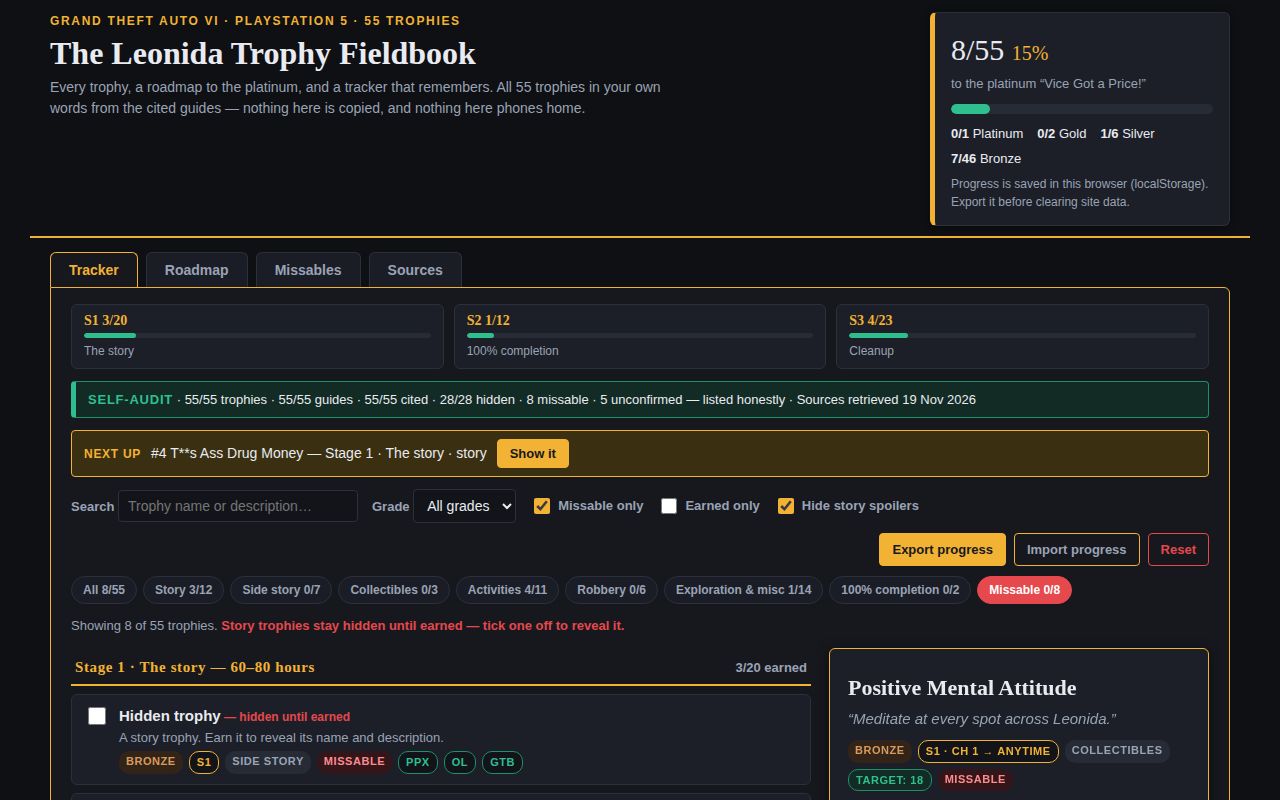 GRAND THEFT AUTO VI · PLAYSTATION 5 · 55 TROPHIES
The Leonida Trophy Fieldbook
Every trophy, a roadmap to the platinum, and a tracker that remembers. All 55 trophies in your own
words from the cited guides — nothing here is copied, and nothing here phones home.
8/55 15%
to the platinum “Vice Got a Price!”
0/1 Platinum 0/2 Gold 1/6 Silver
7/46 Bronze
Progress is saved in this browser (localStorage).
Export it before clearing site data.
Tracker Roadmap Missables Sources
S1 3/20
The story
S2 1/12
100% completion
S3 4/23
Cleanup
SELF-AUDIT · 55/55 trophies · 55/55 guides · 55/55 cited · 28/28 hidden · 8 missable · 5 unconfirmed — listed honestly · Sources retrieved 19 Nov 2026
NEXT UP #4 T**s Ass Drug Money — Stage 1 · The story · story Show it
Search Trophy name or description… Grade All grades Missable only Earned only Hide story spoilers
Export progress Import progress Reset
All 8/55 Story 3/12 Side story 0/7 Collectibles 0/3 Activities 4/11 Robbery 0/6 Exploration & misc 1/14 100% completion 0/2 Missable 0/8
Showing 8 of 55 trophies. Story trophies stay hidden until earned — tick one off to reveal it.
Stage 1 · The story — 60–80 hours 3/20 earned
Hidden trophy — hidden until earned
A story trophy. Earn it to reveal its name and description.
BRONZE S1 SIDE STORY MISSABLE PPX OL GTB
Positive Mental Attitude
“Meditate at every spot across Leonida.”
BRONZE S1 · CH 1 → ANYTIME COLLECTIBLES
TARGET: 18 MISSABLE